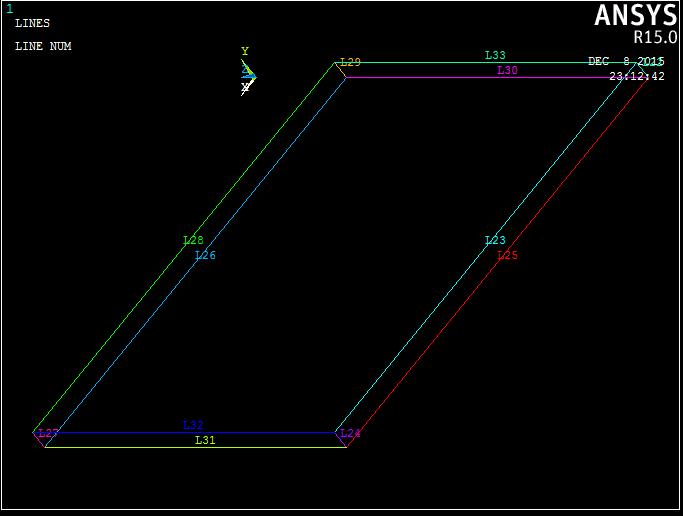 1
LINES
LINE NUM
ANSYS
R15.0
DEC 8 2015
23:12:42
Y
Z
X
L29
L33
L30
L28
L26
L23
L25
L32
L31
L24